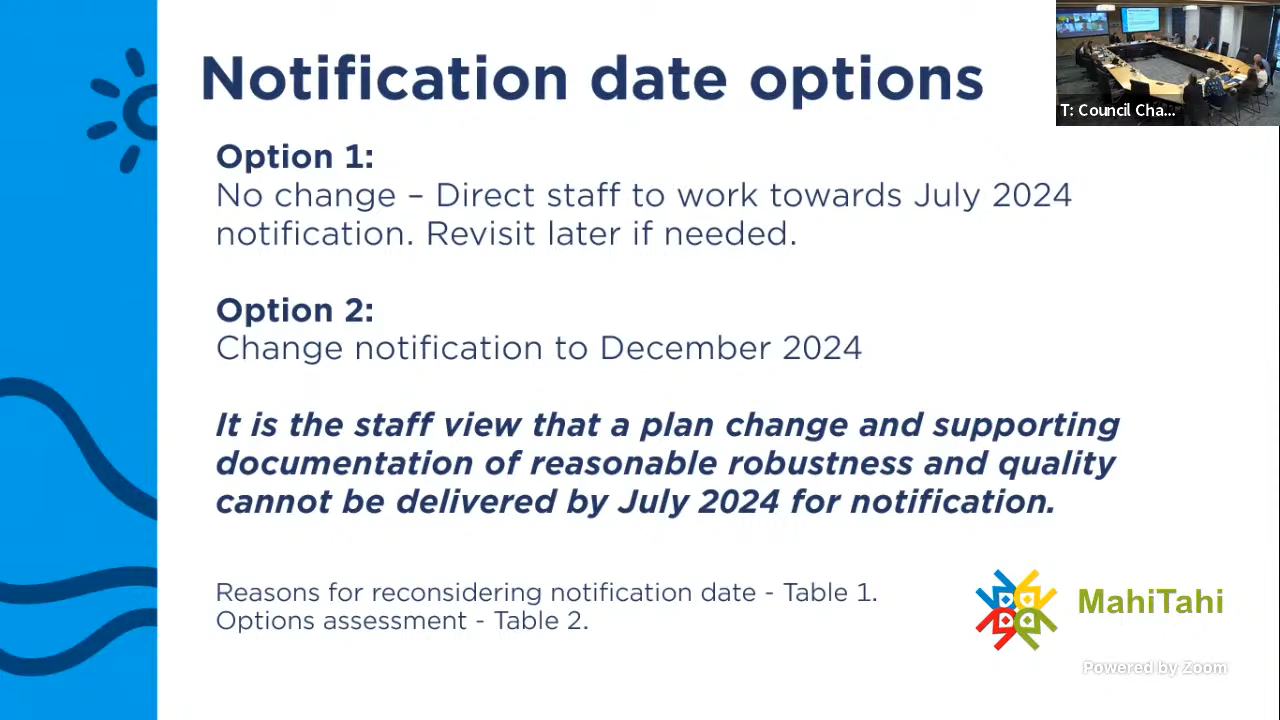 Notification date options
T: Council Cha...
Option 1:
No change – Direct staff to work towards July 2024
notification. Revisit later if needed.
Option 2:
Change notification to December 2024
It is the staff view that a plan change and supporting
documentation of reasonable robustness and quality
cannot be delivered by July 2024 for notification.
Reasons for reconsidering notification date - Table 1.
Options assessment - Table 2.
MahiTahi
Powered by Zoom